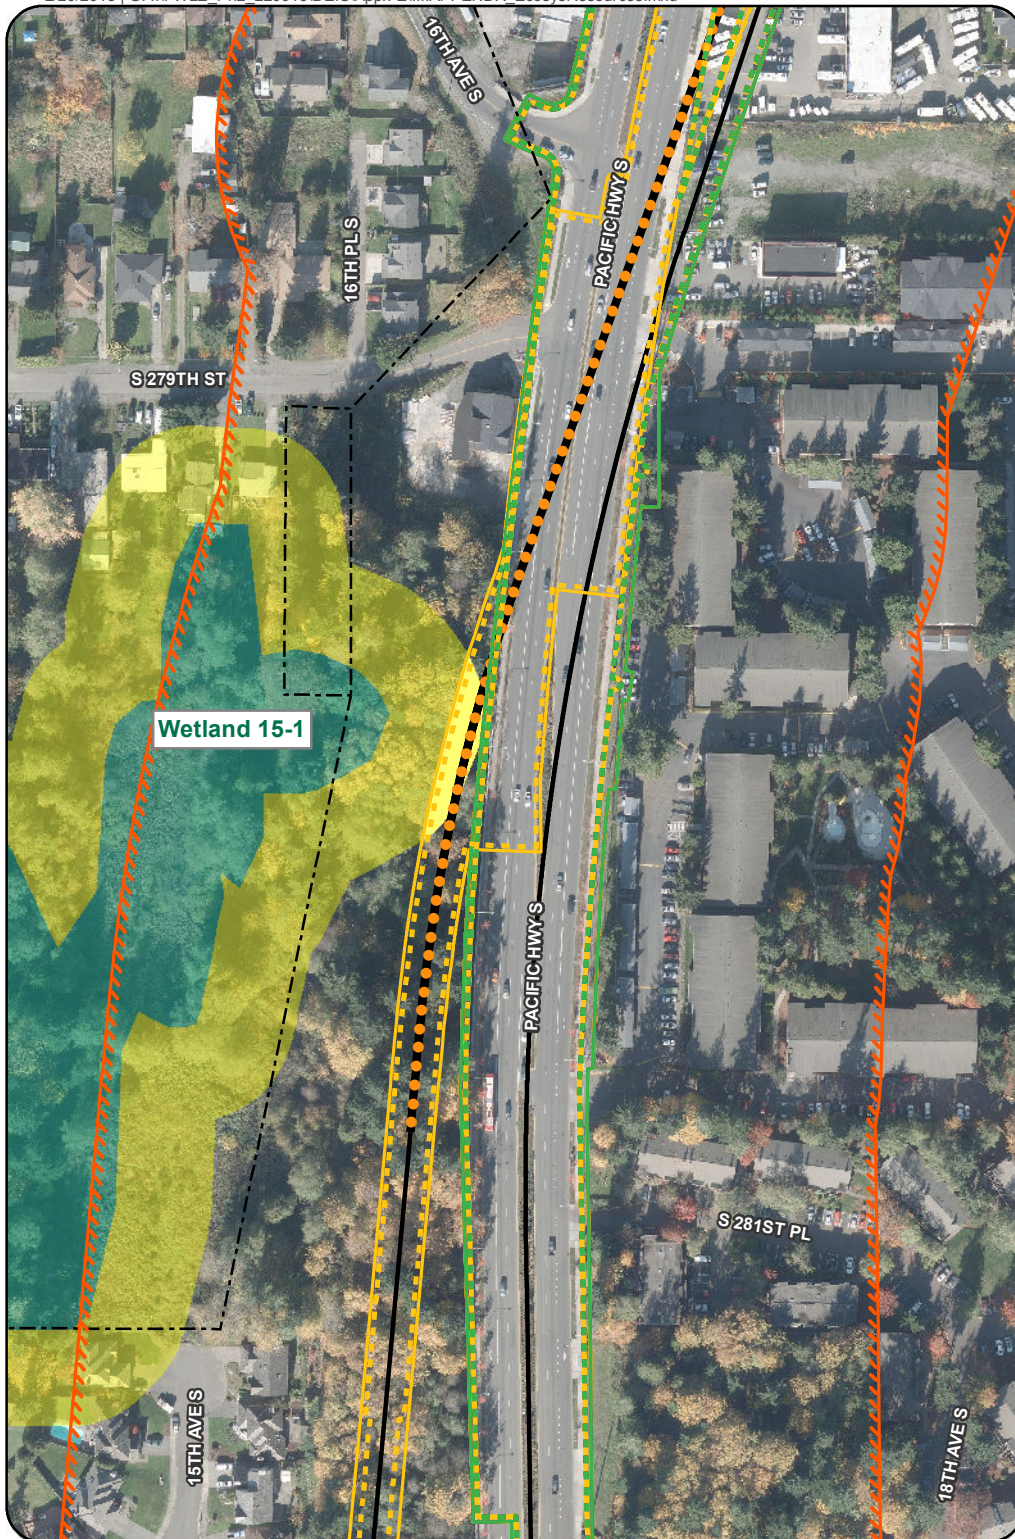 16TH AVE S
PACIFIC HWY S
16TH PL S
S 279TH ST
Wetland 15-1
PACIFIC HWY S
S 281ST PL
15TH AVE S
18TH AVE S